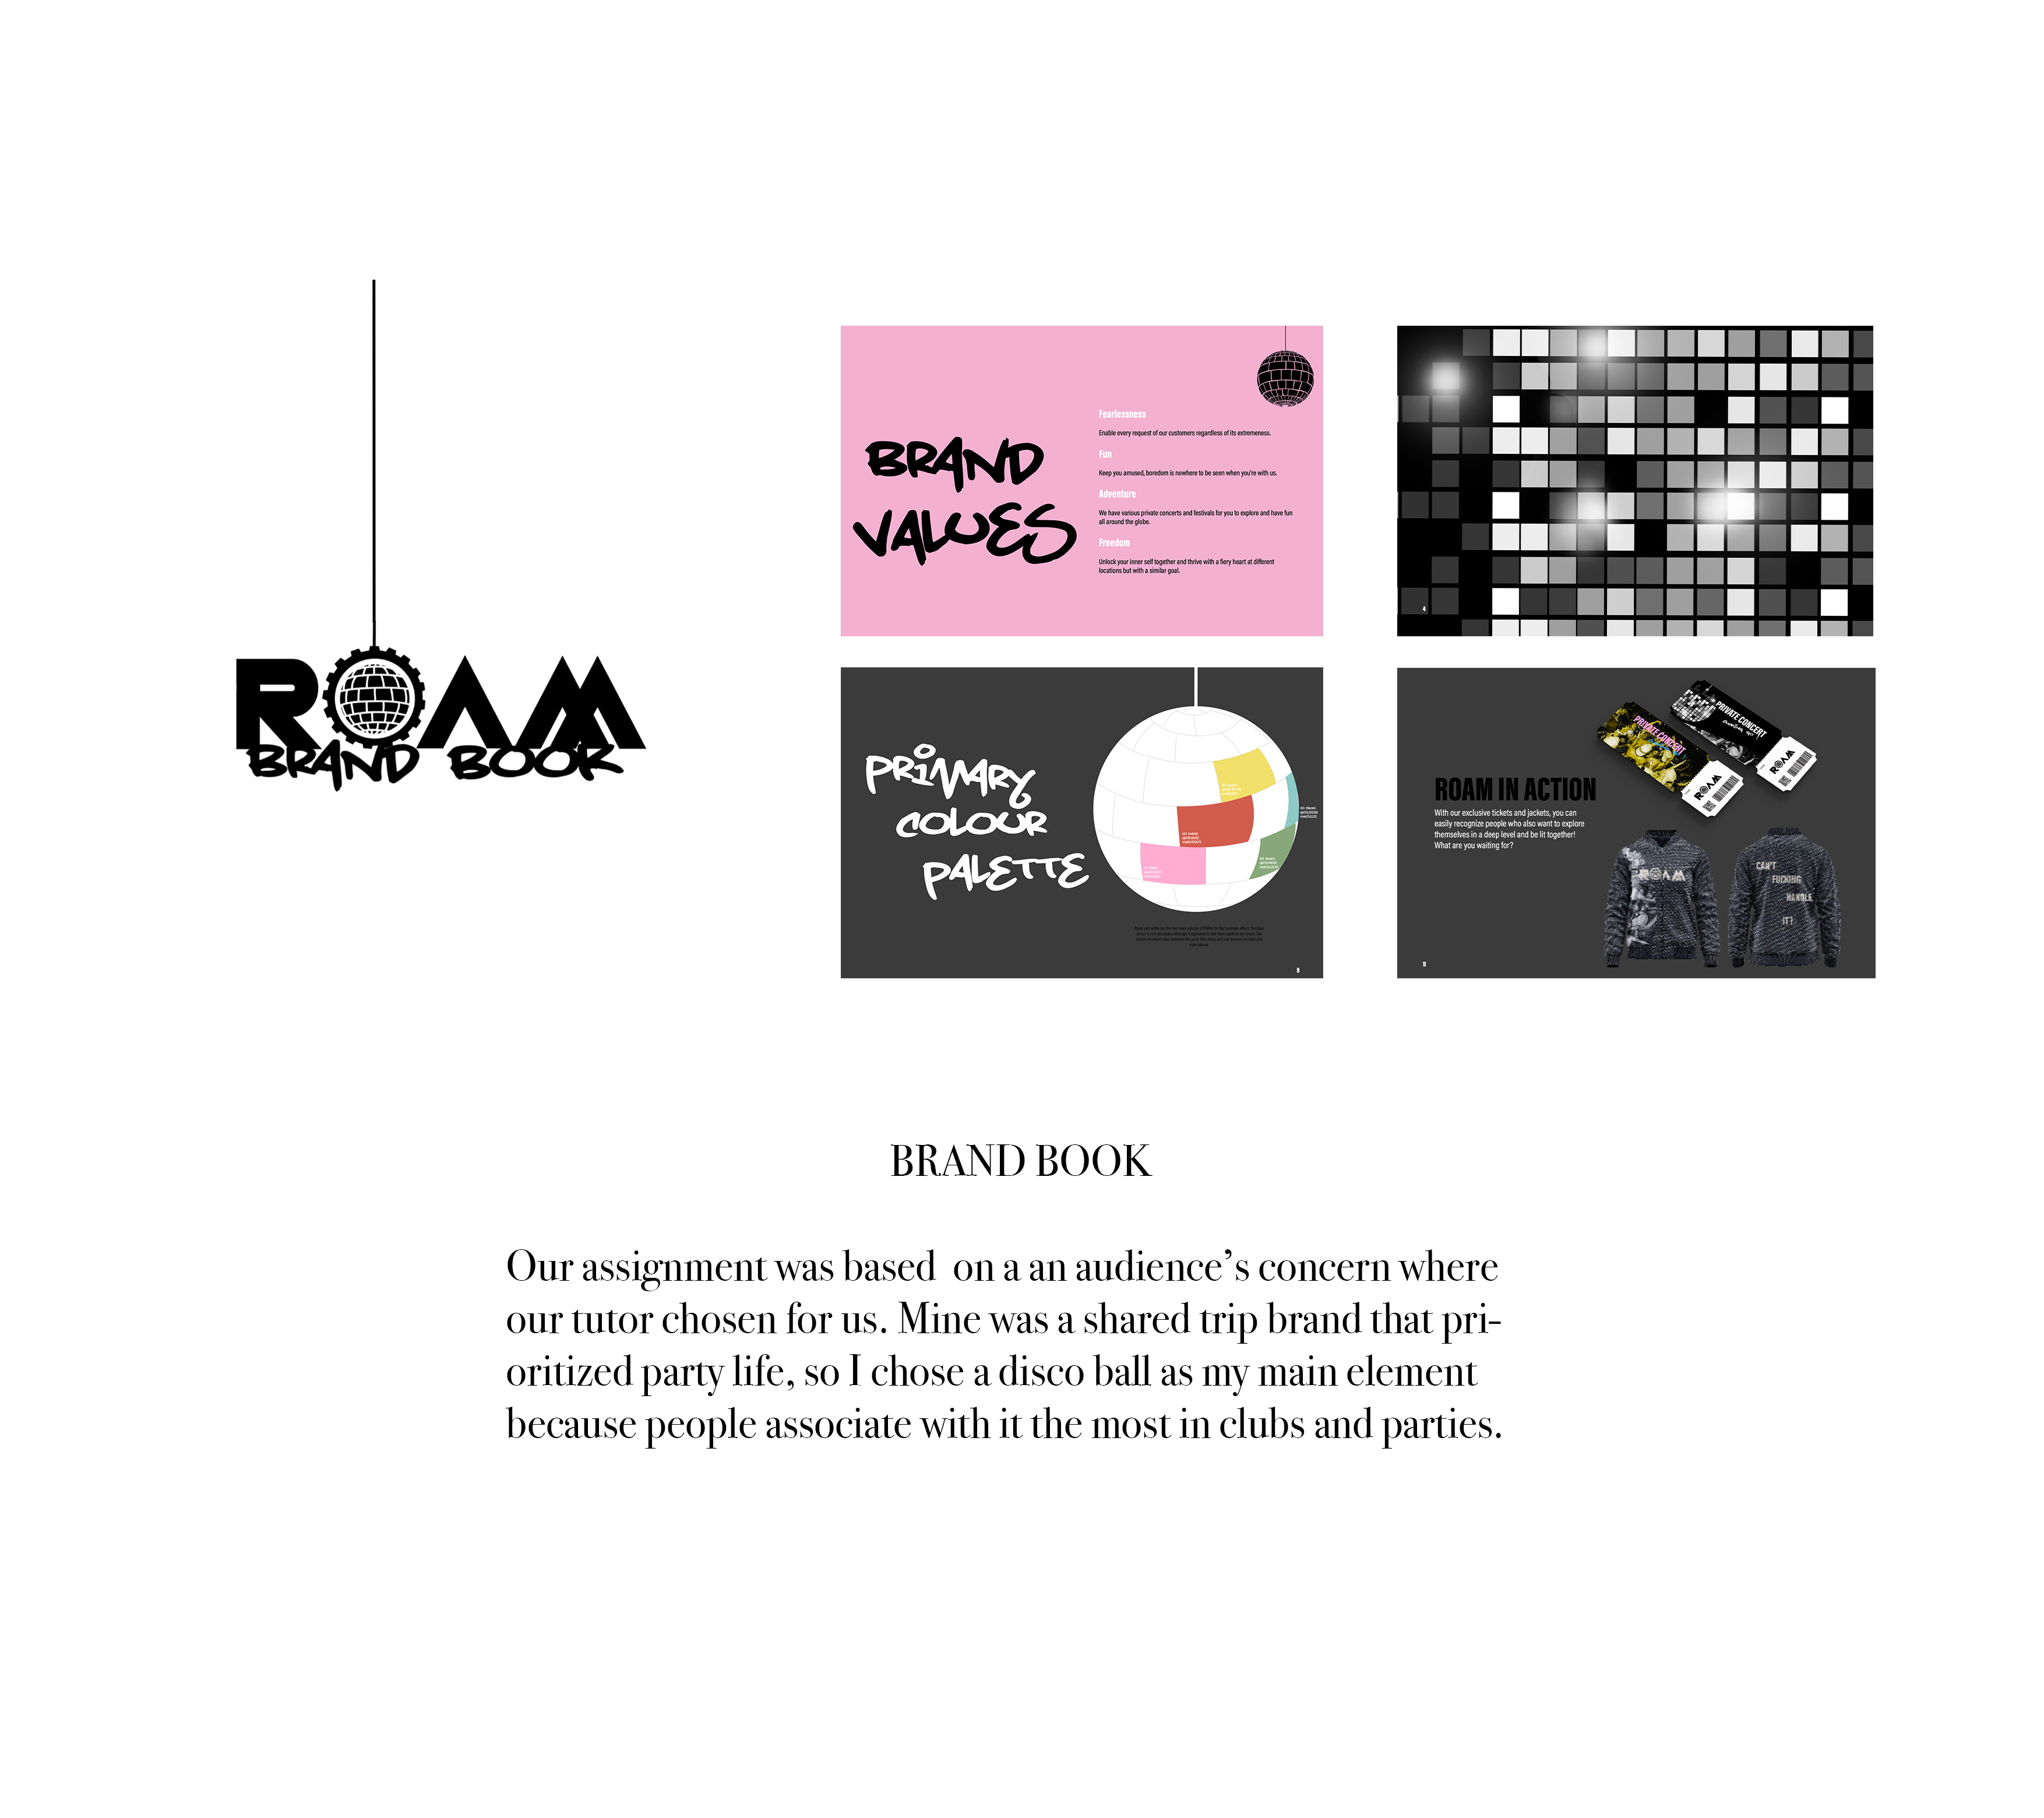 ROAM
BRAND BOOK
BRAND
VALUES
Fearlessness
Enable every request of our customers regardless of its extremeness.
Fun
Keep you amused, boredom is nowhere to be seen when you're with us.
Adventure
We have various private concerts and festivals for you to explore and have fun
all around the globe.
Freedom
Unlock your inner self together and thrive with a fiery heart at different
locations but with a similar goal.
4
PRIMARY
COLOUR
PALETTE
8
ROAM IN ACTION
With our exclusive tickets and jackets, you can
easily recognize people who also want to explore
themselves in a deep level and be lit together!
What are you waiting for?
PRIVATE CONCERT
ROAM
PRIVATE CONCERT
ROAM
ROAM
CAN'T
FUCKING
HANDLE
IT?
11
BRAND BOOK
Our assignment was based  on a an audience's concern where
our tutor chosen for us. Mine was a shared trip brand that pri-
oritized party life, so I chose a disco ball as my main element
because people associate with it the most in clubs and parties.